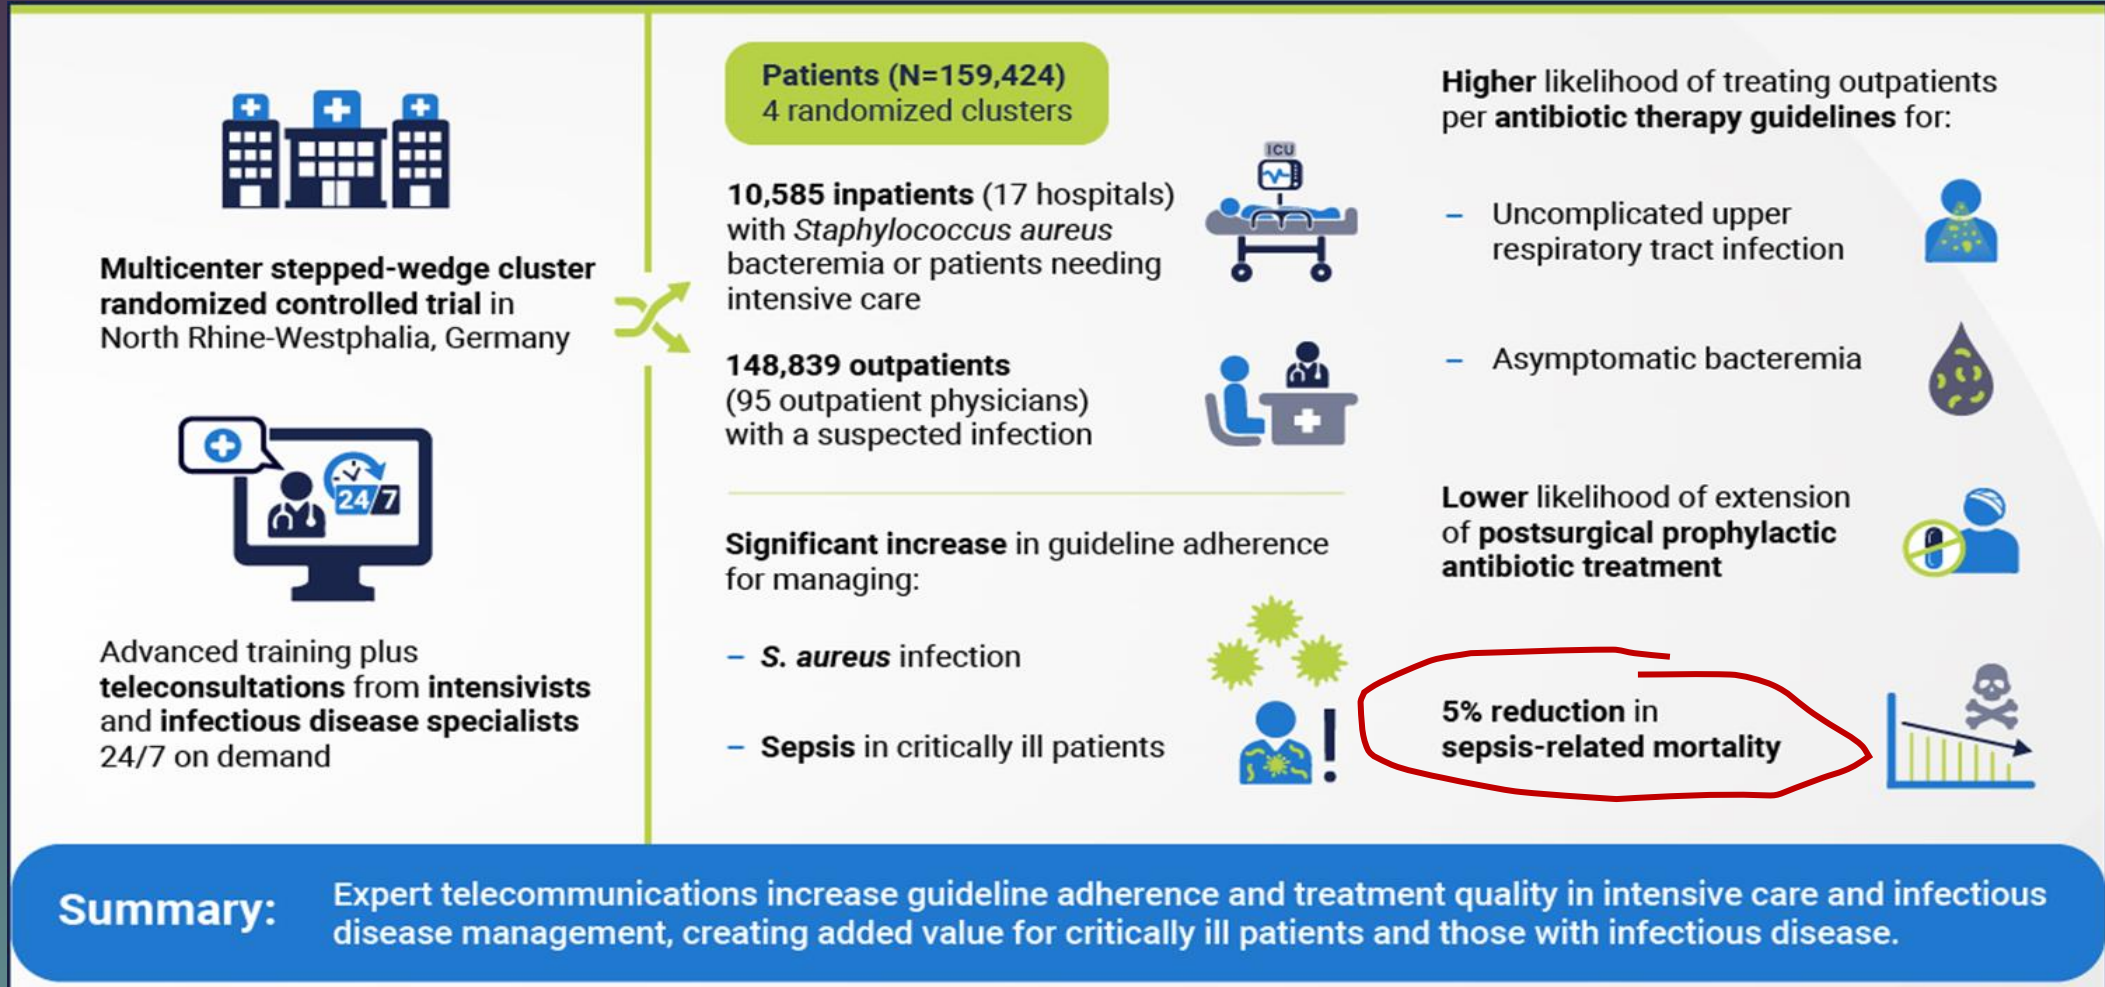 Multicenter stepped-wedge cluster
randomized controlled trial in
North Rhine-Westphalia, Germany
24/7
Advanced training plus
teleconsultations from intensivists
and infectious disease specialists
24/7 on demand
Patients (N=159,424)
4 randomized clusters
ICU
10,585 inpatients (17 hospitals)
with Staphylococcus aureus
bacteremia or patients needing
intensive care
148,839 outpatients
(95 outpatient physicians)
with a suspected infection
Significant increase in guideline adherence
for managing:
– S. aureus infection
– Sepsis in critically ill patients
Higher likelihood of treating outpatients
per antibiotic therapy guidelines for:
– Uncomplicated upper
respiratory tract infection
– Asymptomatic bacteremia
Lower likelihood of extension
of postsurgical prophylactic
antibiotic treatment
5% reduction in
sepsis-related mortality
Summary:
Expert telecommunications increase guideline adherence and treatment quality in intensive care and infectious
disease management, creating added value for critically ill patients and those with infectious disease.